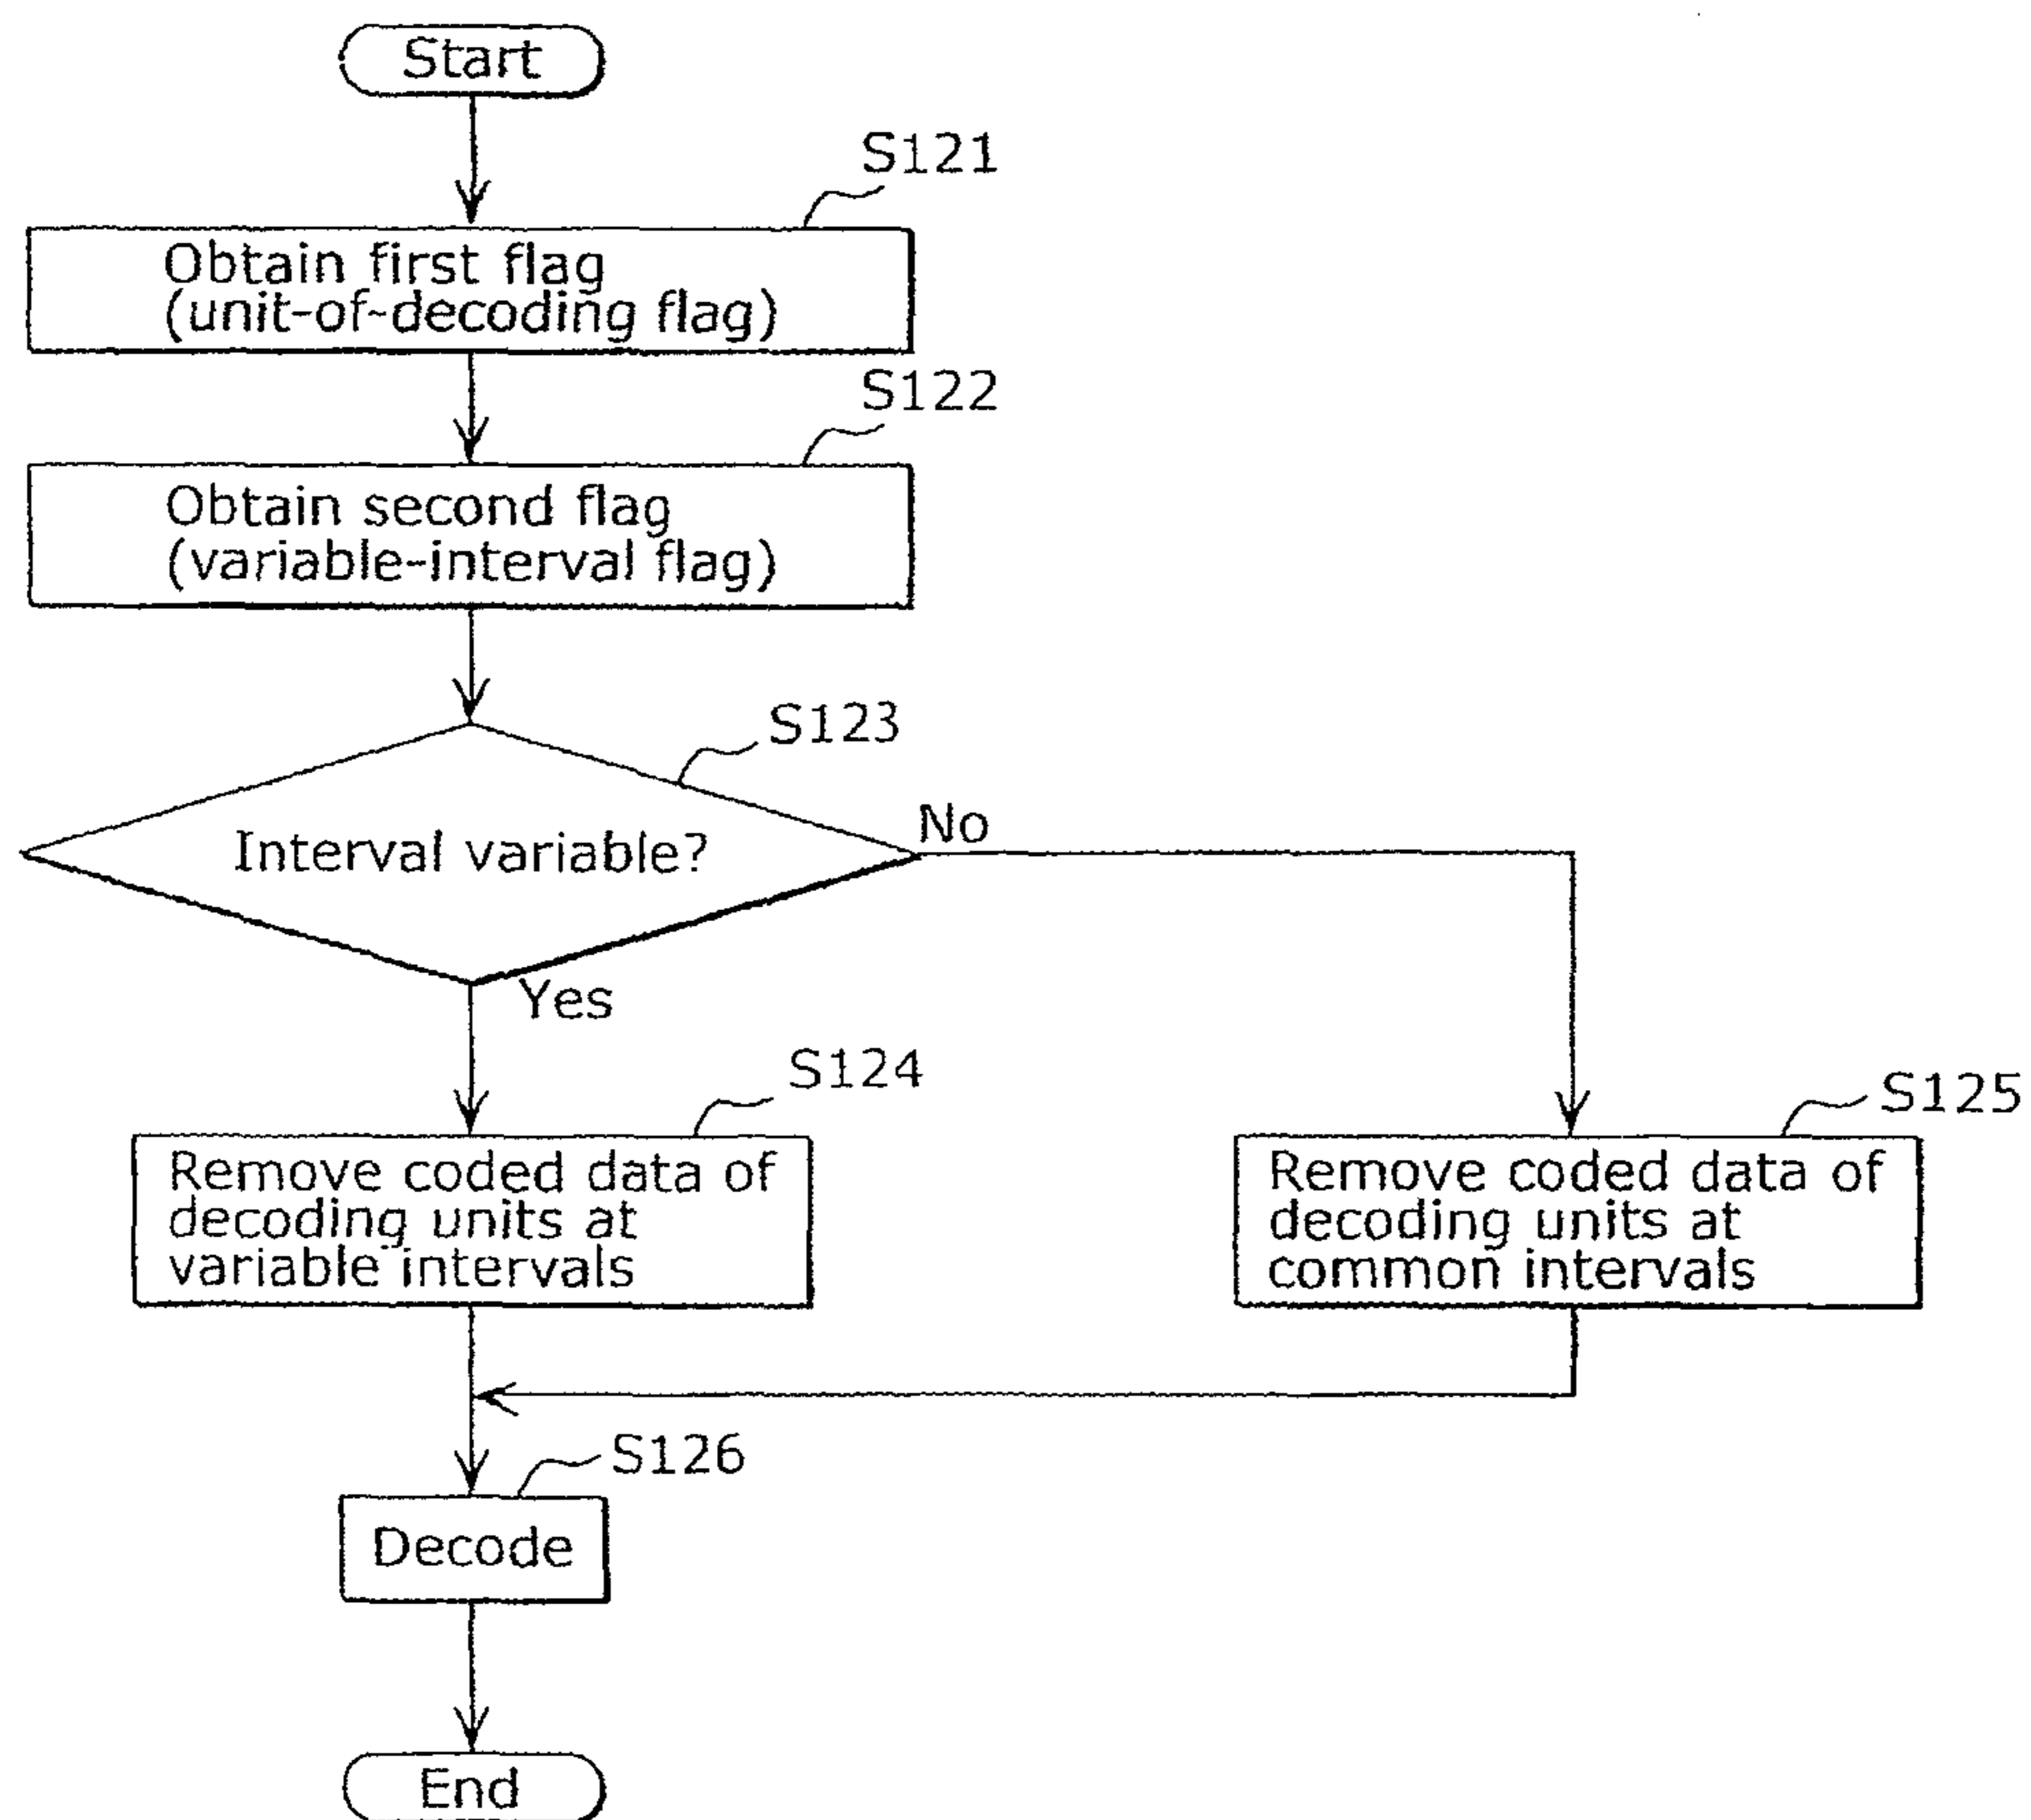 Start
S121
Obtain first flag
(unit-of-decoding flag)
S122
Obtain second flag
(variable-interval flag)
S123
Interval variable?
No
Yes
S124
Remove coded data of
decoding units at
variable intervals
S125
Remove coded data of
decoding units at
common intervals
S126
Decode
End